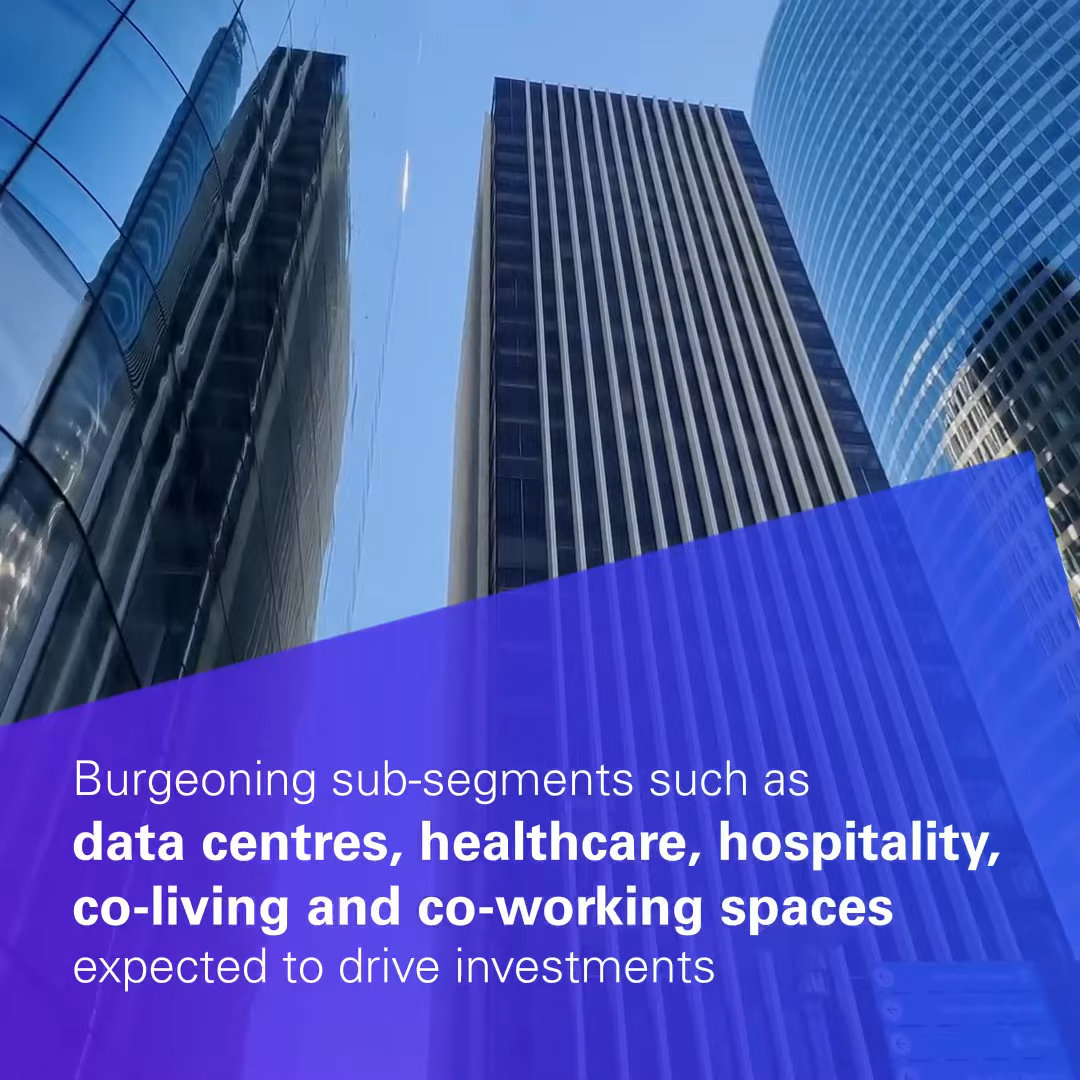 Burgeoning sub-segments such as
data centres, healthcare, hospitality,
co-living and co-working spaces
expected to drive investments